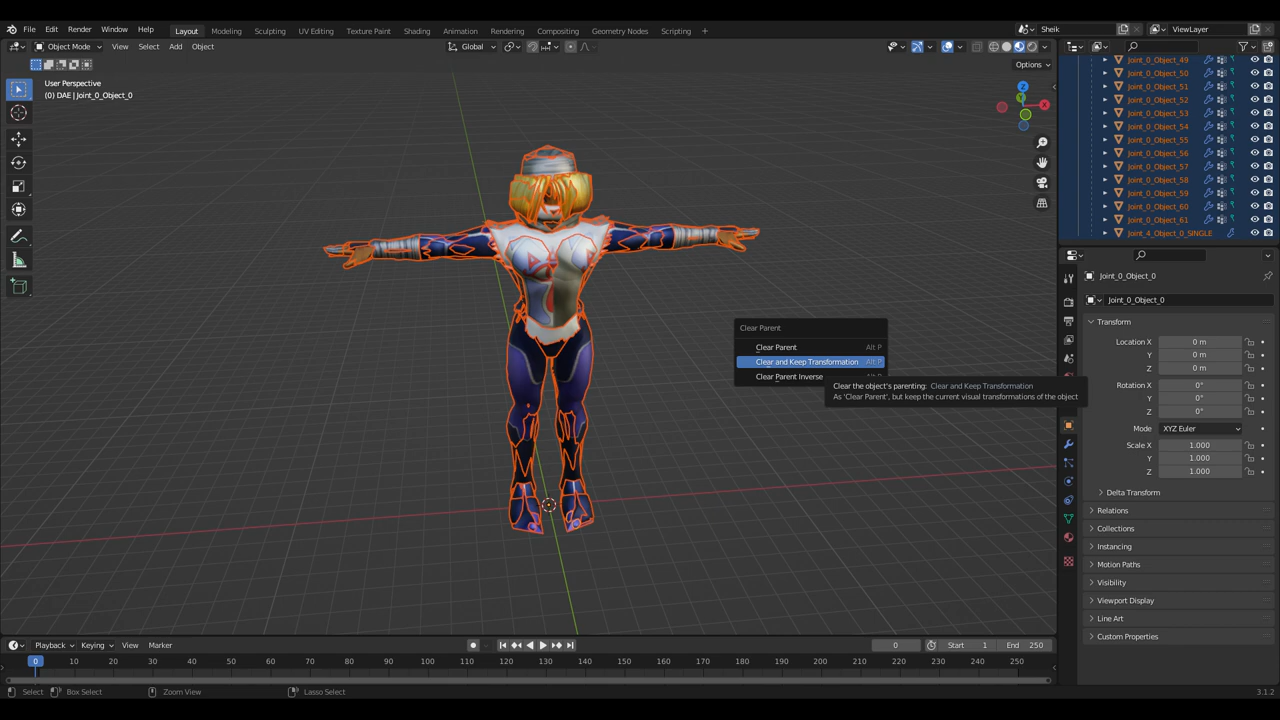 File Edit Render Window Help Layout Modeling Sculpting UV Editing Texture Paint Shading Animation Rendering Compositing Geometry Nodes Scripting Sheik ViewLayer
Object Mode View Select Add Object Global
Options
User Perspective
(0) DAE | Joint_0_Object_0
Z
Y
X
Joint_0_Object_49
Joint_0_Object_50
Joint_0_Object_51
Joint_0_Object_52
Joint_0_Object_53
Joint_0_Object_54
Joint_0_Object_55
Joint_0_Object_56
Joint_0_Object_57
Joint_0_Object_58
Joint_0_Object_59
Joint_0_Object_60
Joint_0_Object_61
Joint_4_Object_0_SINGLE
Clear Parent
Clear Parent Alt P
Clear and Keep Transformation Alt P
Clear Parent Inverse
Clear the object's parenting: Clear and Keep Transformation
As 'Clear Parent', but keep the current visual transformations of the object
Joint_0_Object_0
Joint_0_Object_0
Transform
Location X 0 m
Y 0 m
Z 0 m
Rotation X 0°
Y 0°
Z 0°
Mode XYZ Euler
Scale X 1.000
Y 1.000
Z 1.000
Delta Transform
Relations
Collections
Instancing
Motion Paths
Visibility
Viewport Display
Line Art
Custom Properties
Playback Keying View Marker 0 Start 1 End 250
0 10 20 30 40 50 60 70 80 90 100 110 120 130 140 150 160 170 180 190 200 210 220 230 240 250
Select Box Select Zoom View Lasso Select 3.1.2